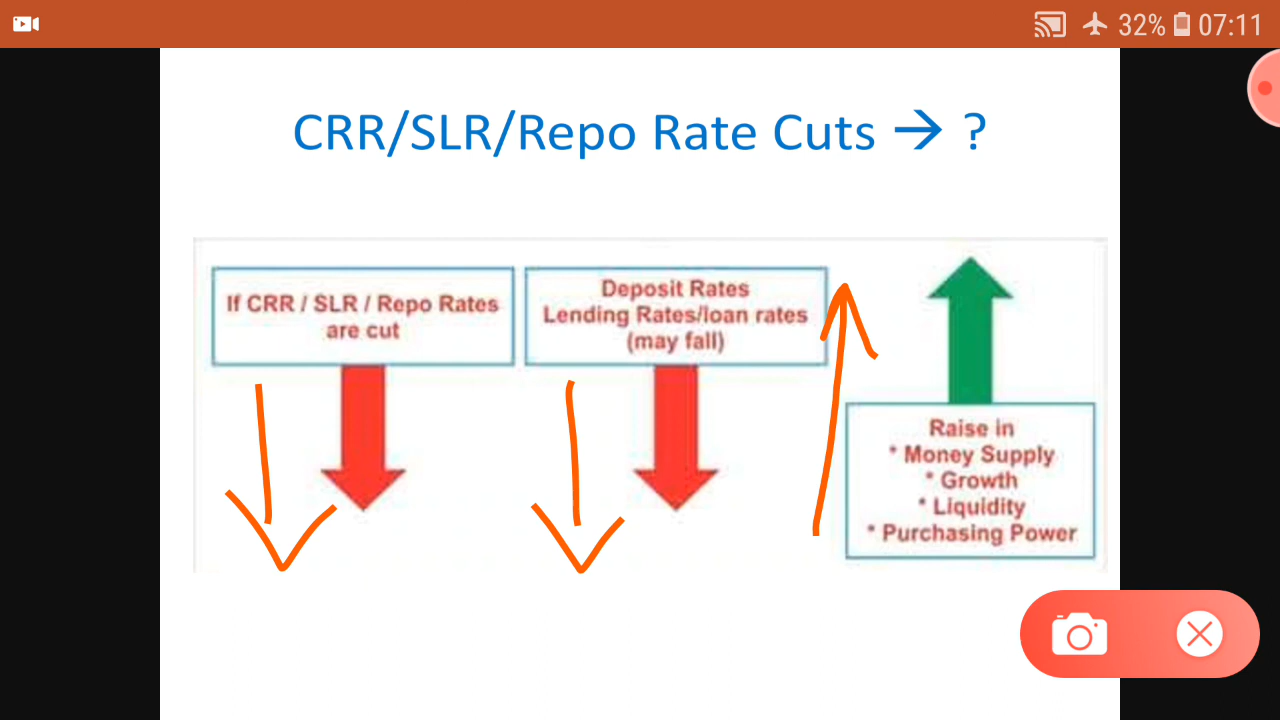 32% 07:11
CRR/SLR/Repo Rate Cuts → ?
If CRR / SLR / Repo Rates
are cut
Deposit Rates
Lending Rates/loan rates
(may fall)
Raise in
* Money Supply
* Growth
* Liquidity
* Purchasing Power